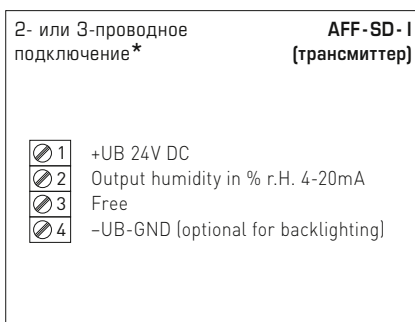 2- или 3-проводное AFF-SD-I
подключение* (трансмиттер)
1 +UB 24V DC
2 Output humidity in % r.H. 4-20mA
3 Free
4 –UB-GND (optional for backlighting)